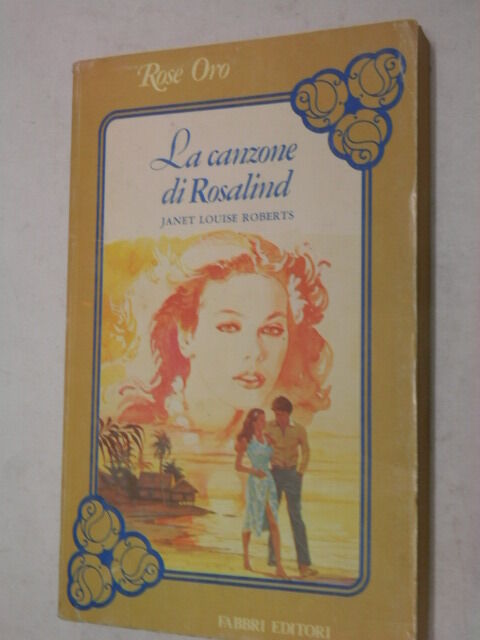 Rose Oro
La canzone
di Rosalind
JANET LOUISE ROBERTS
FABBRI EDITORI